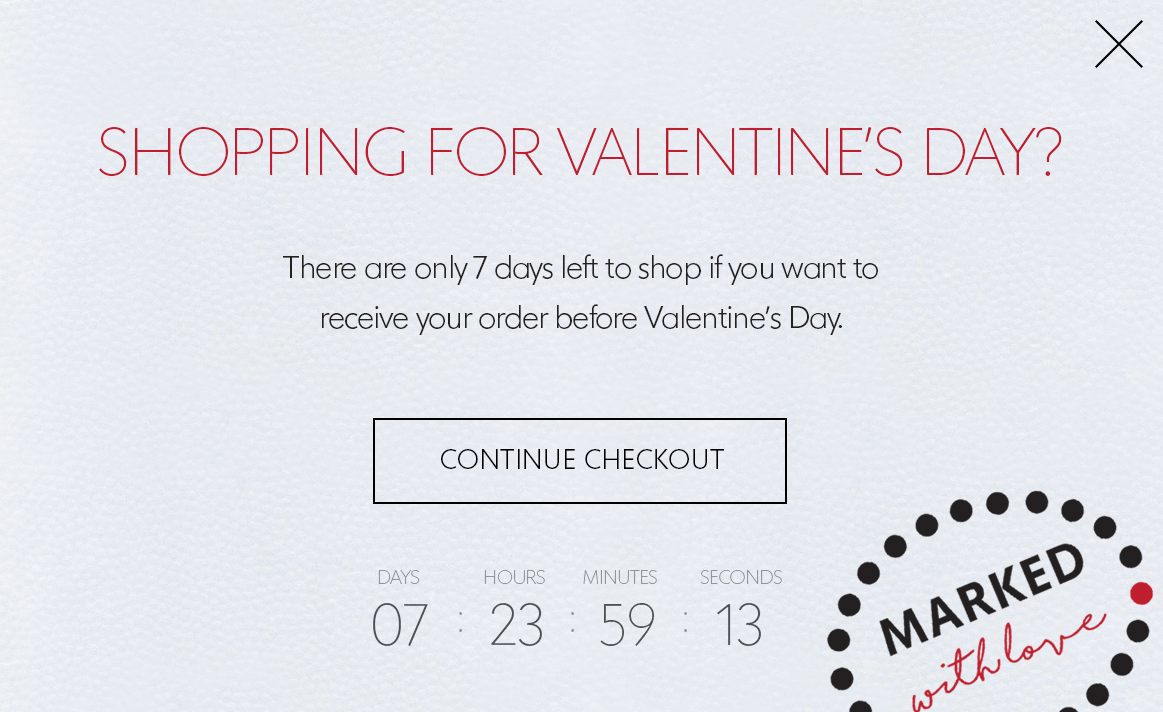 SHOPPING FOR VALENTINE'S DAY?
There are only 7 days left to shop if you want to
receive your order before Valentine's Day.
CONTINUE CHECKOUT
DAYS HOURS MINUTES SECONDS
07 : 23 : 59 : 13
MARKED
with love